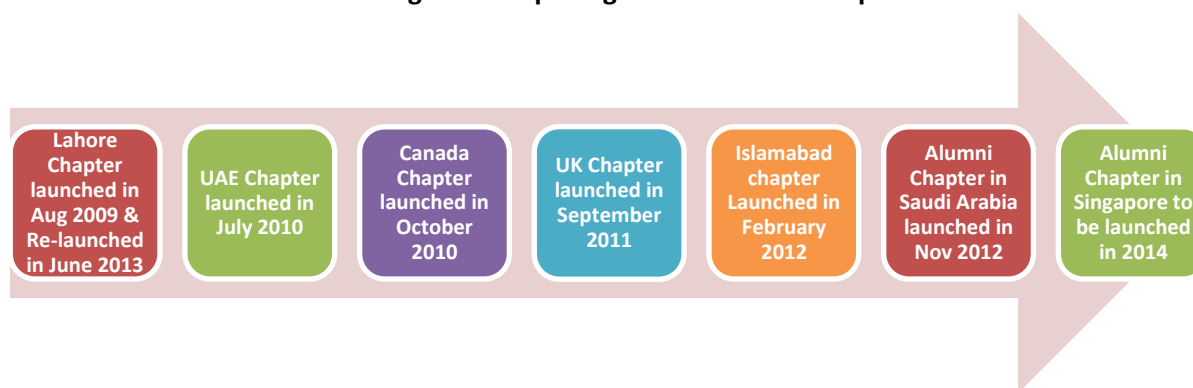 Lahore
Chapter
launched in
Aug 2009 &
Re-launched
in June 2013
UAE Chapter
launched in
July 2010
Canada
Chapter
launched in
October
2010
UK Chapter
launched in
September
2011
Islamabad
chapter
Launched in
February
2012
Alumni
Chapter in
Saudi Arabia
launched in
Nov 2012
Alumni
Chapter in
Singapore to
be launched
in 2014